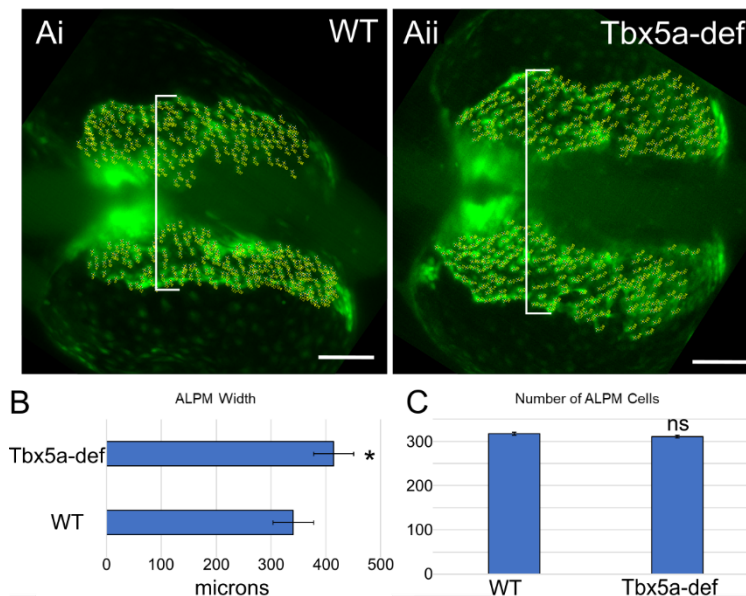 Ai WT
Aii Tbx5a-def
B ALPM Width
Tbx5a-def *
WT
0 100 200 300 400 500
microns
C Number of ALPM Cells
300
200
100
0
ns
WT Tbx5a-def